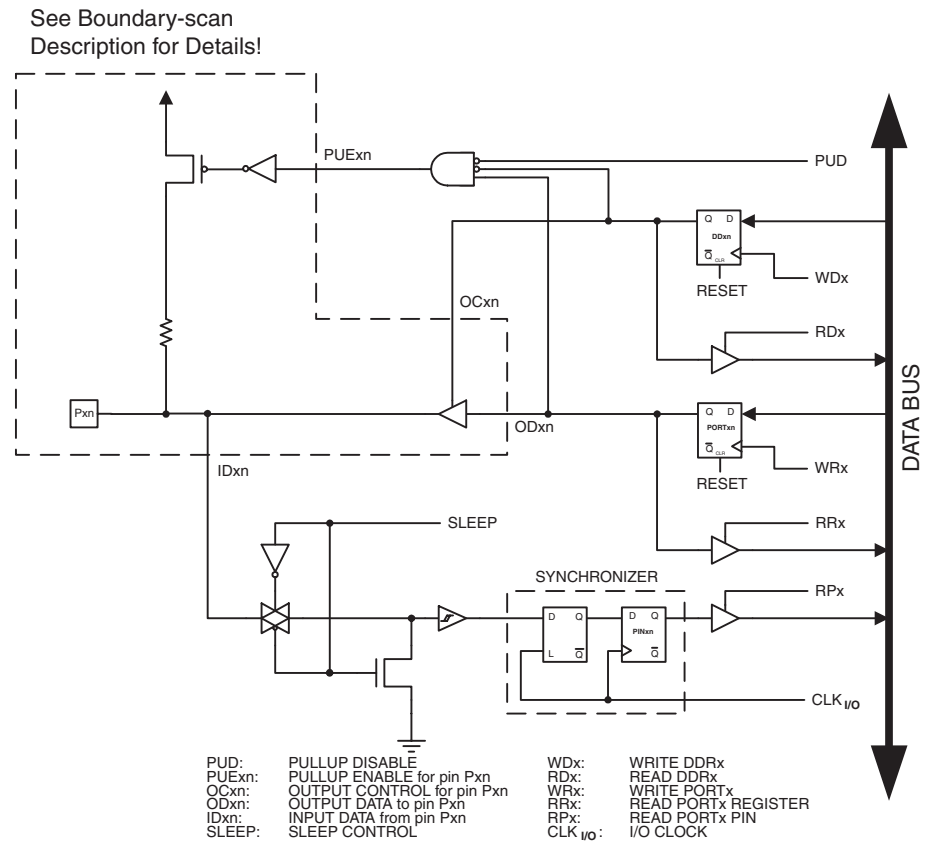 See Boundary-scan
Description for Details!
PUExn
PUD
Q D
DDxn
Q
CLR
WDx
RESET
OCxn
RDx
Pxn
ODxn
Q D
PORTxn
Q
CLR
WRx
RESET
IDxn
DATA BUS
SLEEP
RRx
SYNCHRONIZER
RPx
D Q
L Q
D Q
PINxn
Q
CLK I/O
PUD: PULLUP DISABLE
PUExn: PULLUP ENABLE for pin Pxn
OCxn: OUTPUT CONTROL for pin Pxn
ODxn: OUTPUT DATA to pin Pxn
IDxn: INPUT DATA from pin Pxn
SLEEP: SLEEP CONTROL
WDx: WRITE DDRx
RDx: READ DDRx
WRx: WRITE PORTx
RRx: READ PORTx REGISTER
RPx: READ PORTx PIN
CLK I/O: I/O CLOCK